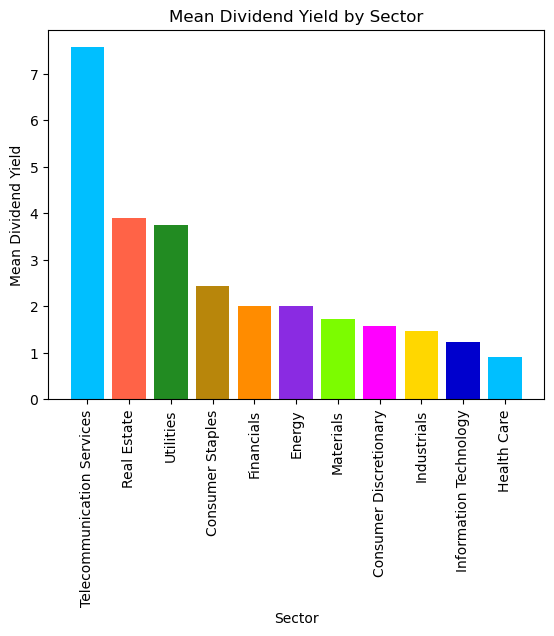 Mean Dividend Yield by Sector
Mean Dividend Yield
7
6
5
4
3
2
1
0
Telecommunication Services
Real Estate
Utilities
Consumer Staples
Financials
Energy
Materials
Consumer Discretionary
Industrials
Information Technology
Health Care
Sector